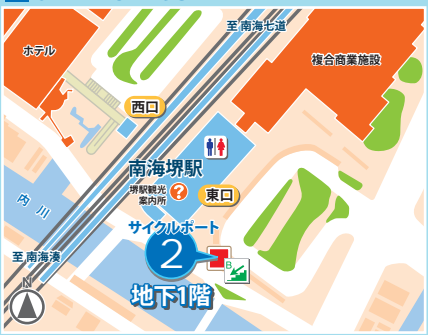 至 南海七道
ホテル
複合商業施設
西口
南海堺駅
堺駅観光
案内所
?
東口
内川
サイクルポート
2
至 南海湊
B
地下1階
N